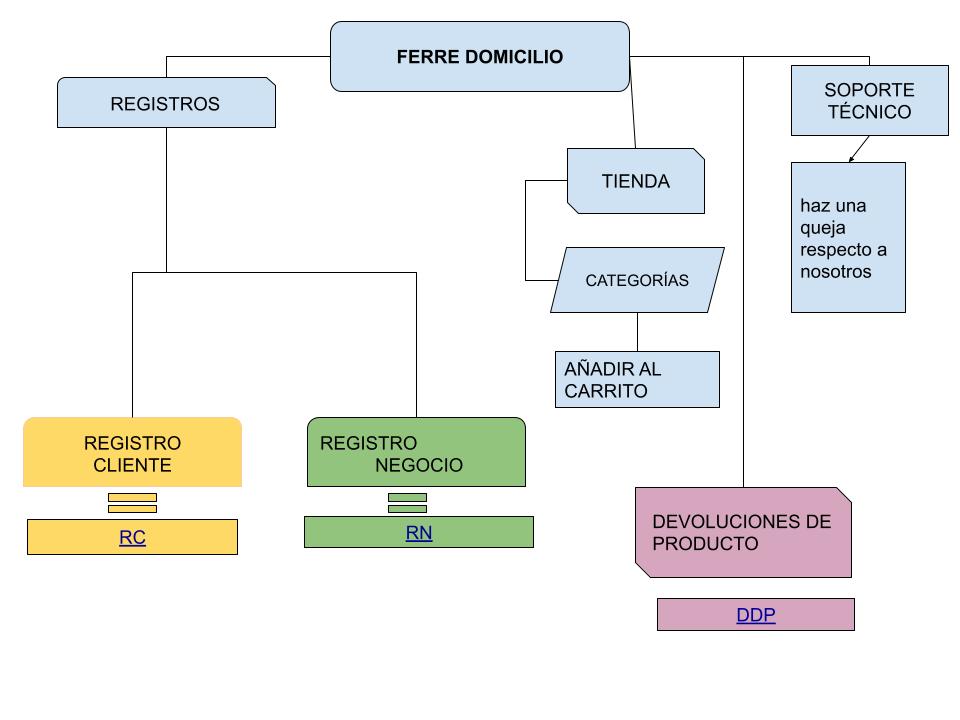 FERRE DOMICILIO
REGISTROS
SOPORTE
TÉCNICO
TIENDA
haz una
queja
respecto a
nosotros
CATEGORÍAS
AÑADIR AL
CARRITO
REGISTRO
CLIENTE
REGISTRO
NEGOCIO
RC
RN
DEVOLUCIONES DE
PRODUCTO
DDP